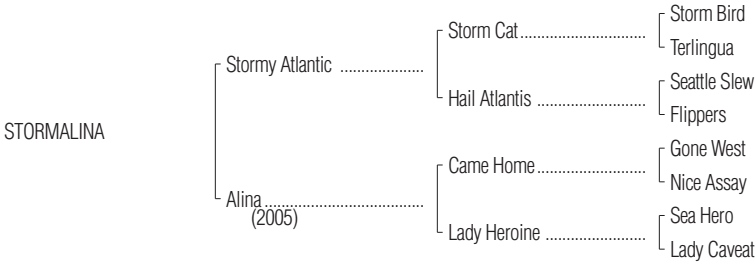 Storm Bird
Storm Cat ..............................
Terlingua
Stormy Atlantic ....................
Seattle Slew
Hail Atlantis ..........................
Flippers
STORMALINA
Gone West
Came Home ..........................
Nice Assay
Alina ......................................
(2005)
Sea Hero
Lady Heroine ........................
Lady Caveat